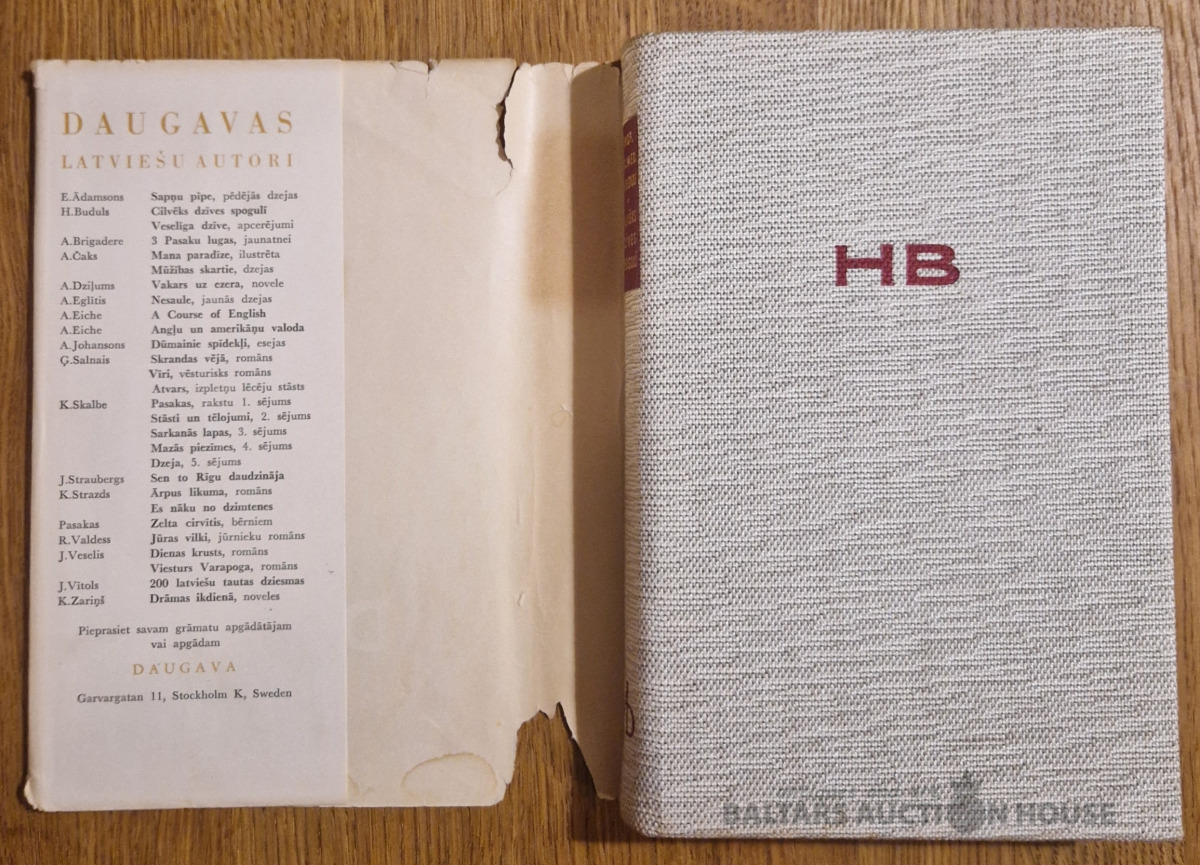 DAUGAVAS
LATVIEŠU AUTORI
E.Ādamsons Sapņu pīpe, pēdējās dzejas
H.Buduls Cilvēks dzīves spogulī
Veselīga dzīve, apcerējumi
A.Brigadere 3 Pasaku lugas, jaunatnei
A.Čaks Mana paradīze, ilustrēta
Mūžības skartie, dzejas
A.Dziļums Vakars uz ezera, novele
A.Eglītis Nesaule, jaunās dzejas
A.Eiche A Course of English
A.Eiche Angļu un amerikāņu valoda
A.Johansons Dūmainie spīdekļi, esejas
Ģ.Salnais Skrandas vējā, romāns
Vīri, vēsturisks romāns
Atvars, izpletņu lēcēju stāsts
K.Skalbe Pasakas, rakstu 1. sējums
Stāsti un tēlojumi, 2. sējums
Sarkanās lapas, 3. sējums
Mazās piezīmes, 4. sējums
Dzeja, 5. sējums
J.Straubergs Sen to Rīgu daudzināja
K.Strazds Ārpus likuma, romāns
Es nāku no dzimtenes
Pasakas Zelta cirvītis, bērniem
R.Valdess Jūras vilki, jūrnieku romāns
J.Veselis Dienas krusts, romāns
Viesturs Varapoga, romāns
J.Vītols 200 latviešu tautas dziesmas
K.Zariņš Drāmas ikdienā, noveles
Pieprasiet savam grāmatu apgādātājam
vai apgādam
DAUGAVA
Garvargatan 11, Stockholm K, Sweden
HB
BALTARS AUCTION HOUSE